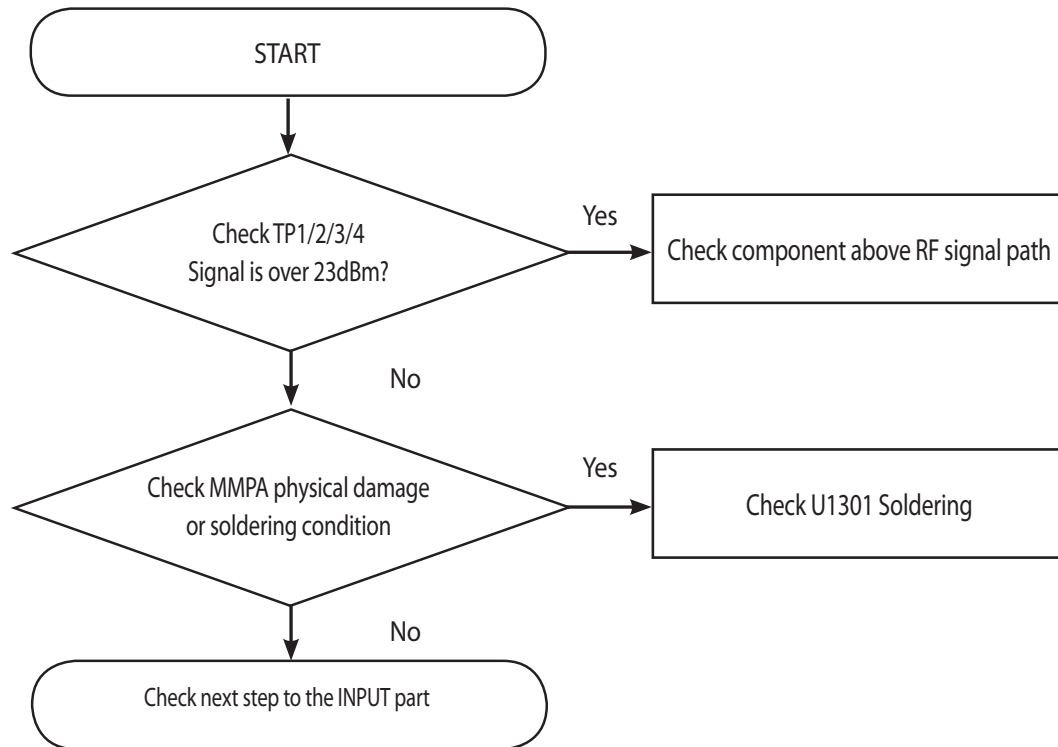 START
Check TP1/2/3/4
Signal is over 23dBm?
Yes
Check component above RF signal path
No
Check MMPA physical damage
or soldering condition
Yes
Check U1301 Soldering
No
Check next step to the INPUT part